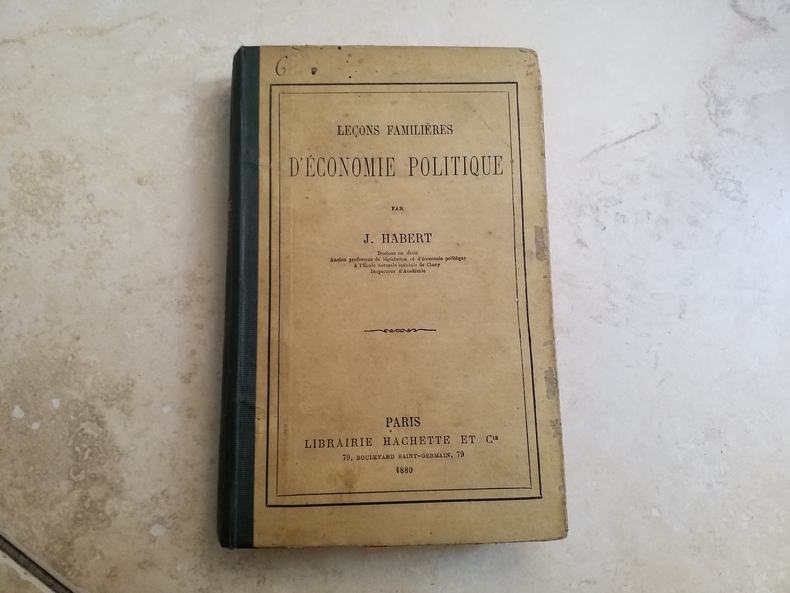 6
LEÇONS FAMILIÈRES
D'ÉCONOMIE POLITIQUE
PAR
J. HABERT
Docteur en droit
Ancien professeur de législation et d'économie politique
à l'École normale spéciale de Cluny
Inspecteur d'Académie
PARIS
LIBRAIRIE HACHETTE ET Cie
79, BOULEVARD SAINT-GERMAIN, 79
1880